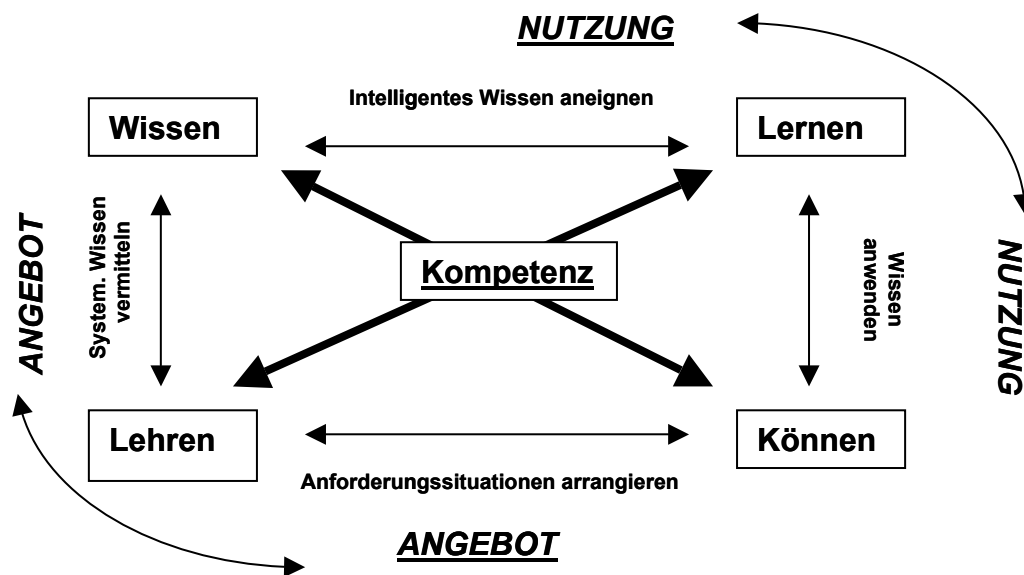 NUTZUNG
Intelligentes Wissen aneignen
Wissen
Lernen
ANGEBOT
System. Wissen
vermitteln
Kompetenz
Wissen
anwenden
NUTZUNG
Lehren
Können
Anforderungssituationen arrangieren
ANGEBOT